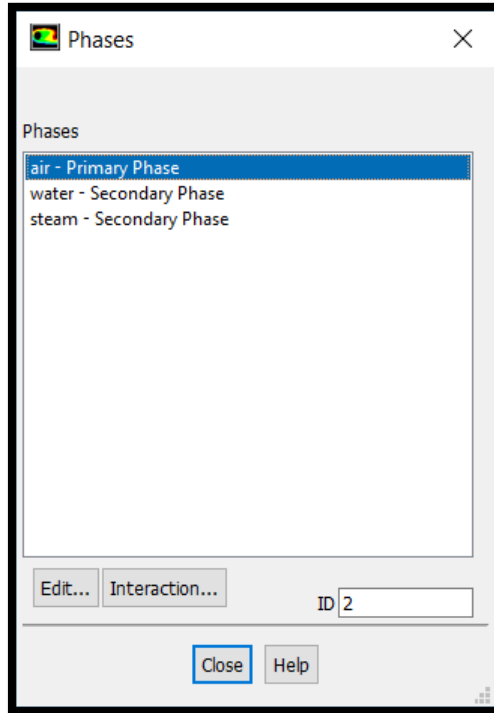 Phases
Phases
air - Primary Phase
water - Secondary Phase
steam - Secondary Phase
Edit... Interaction... ID 2
Close Help